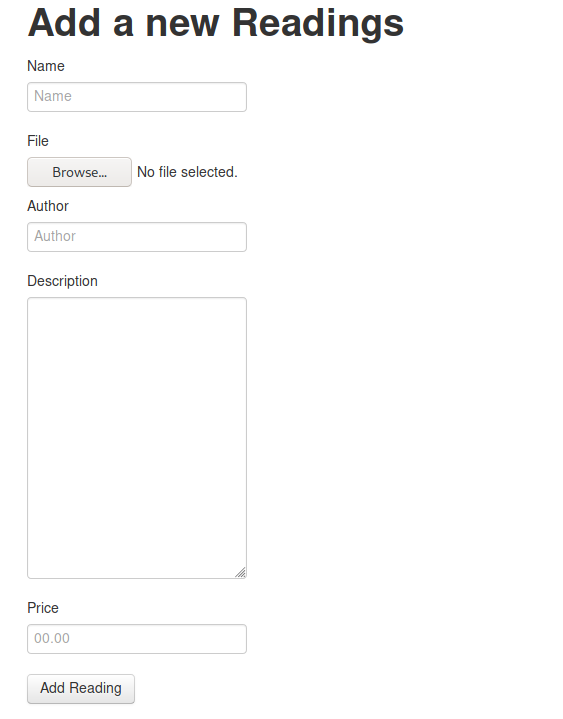 Add a new Readings
Name
Name
File
Browse... No file selected.
Author
Author
Description
Price
00.00
Add Reading